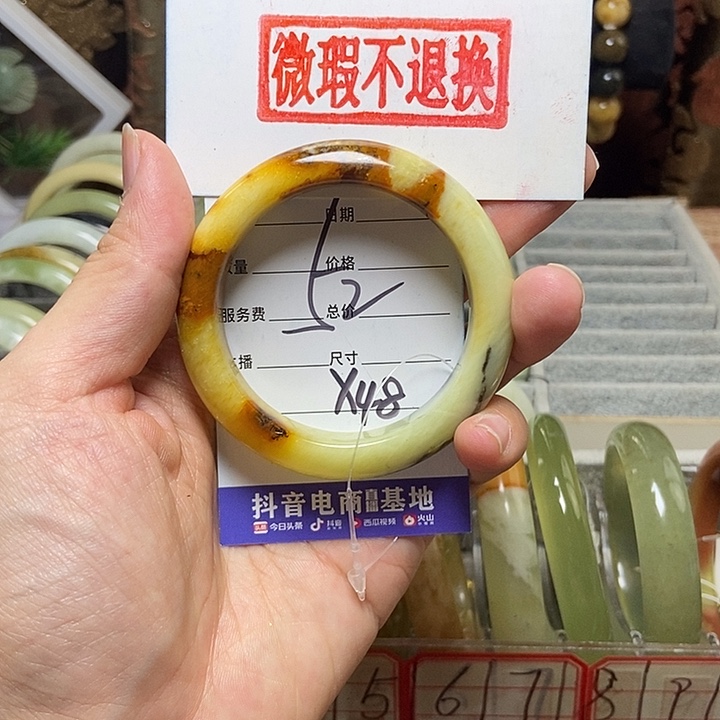 微瑕不退换
日期
量 价格
52
服务费 总价
播 尺寸
X48
抖音电商直播基地
今日头条 抖音 西瓜视频 火山
5 6 7 8 9